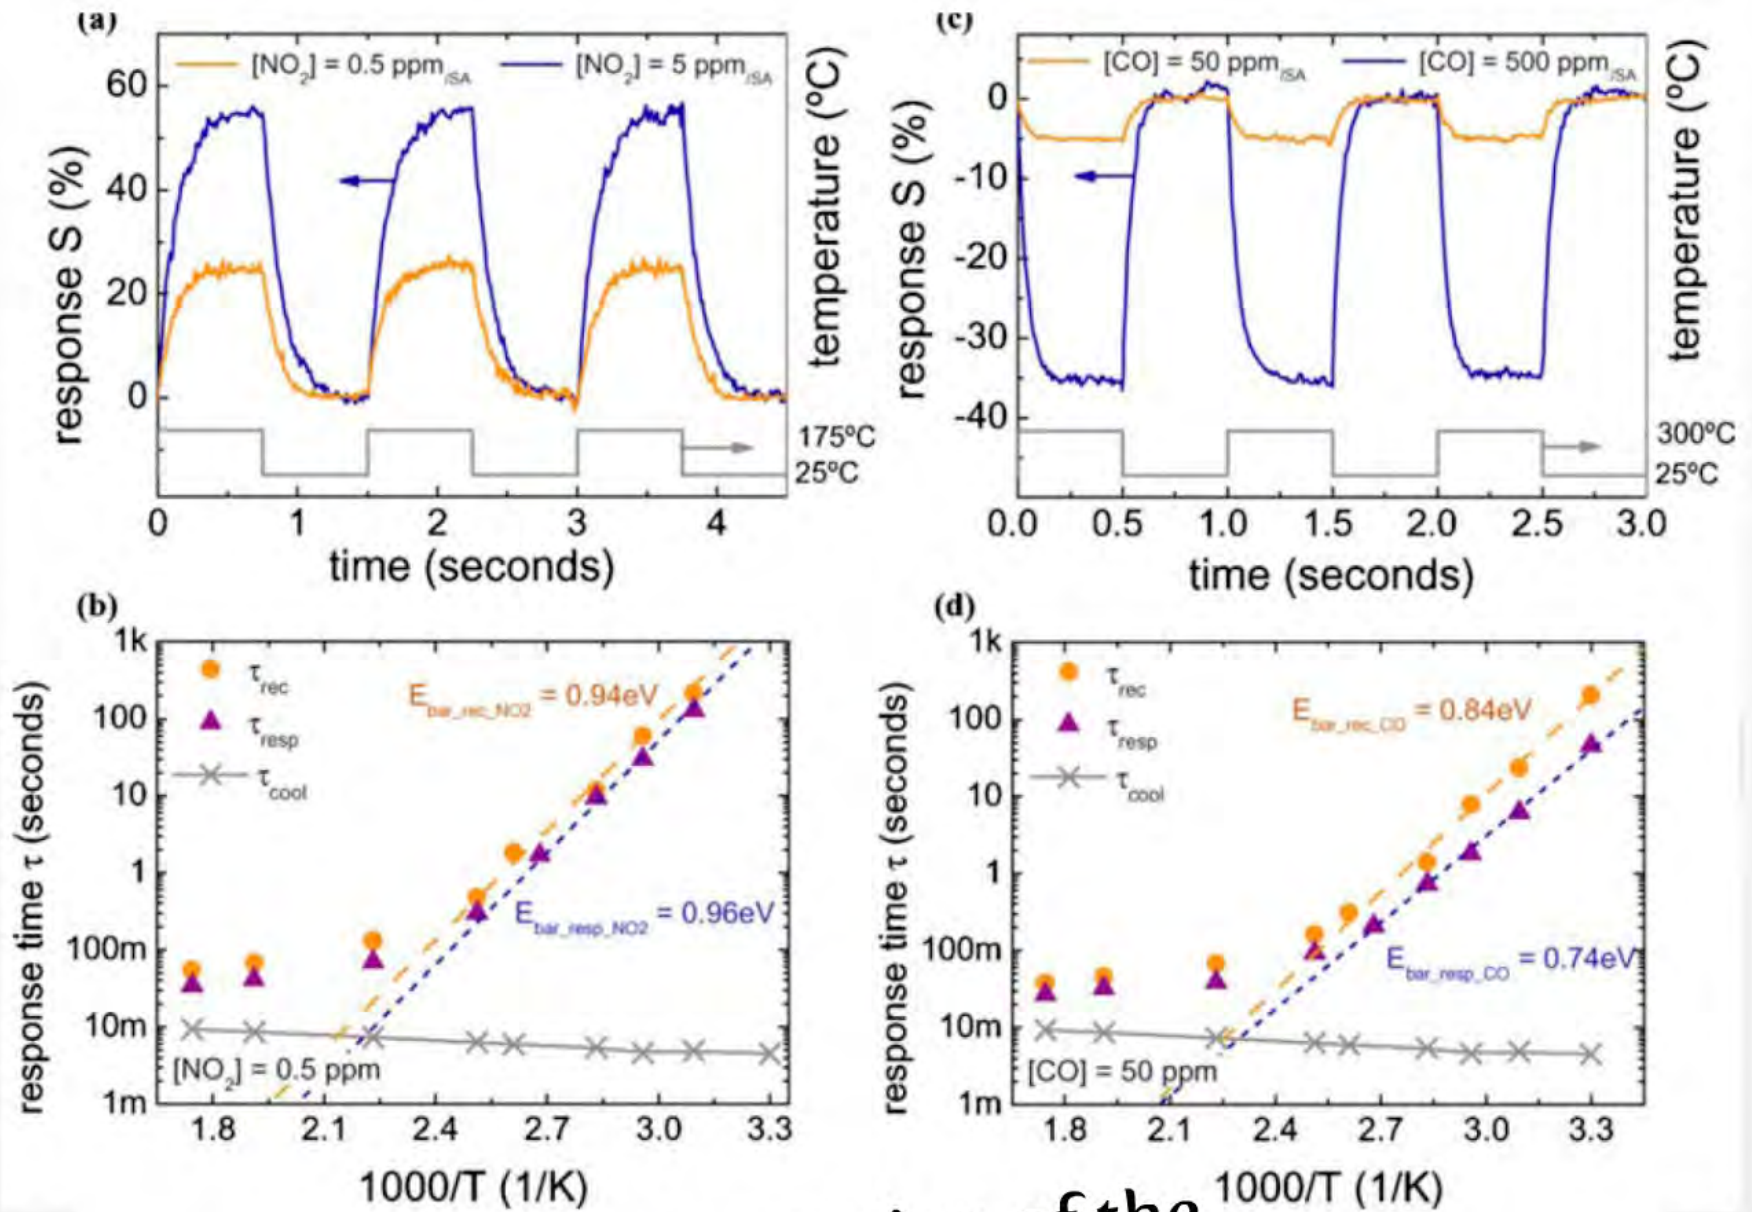 (a)
[NO2] = 0.5 ppm/SA [NO2] = 5 ppm/SA
response S (%)
60
40
20
0
temperature (ºC)
175ºC
25ºC
0 1 2 3 4
time (seconds)
(c)
[CO] = 50 ppm/SA [CO] = 500 ppm/SA
response S (%)
0
-10
-20
-30
-40
temperature (ºC)
300ºC
25ºC
0.0 0.5 1.0 1.5 2.0 2.5 3.0
time (seconds)
(b)
response time τ (seconds)
1k
100
10
1
100m
10m
1m
τrec
τresp
τcool
Ebar_rec_NO2 = 0.94eV
Ebar_resp_NO2 = 0.96eV
[NO2] = 0.5 ppm
1.8 2.1 2.4 2.7 3.0 3.3
1000/T (1/K)
(d)
response time τ (seconds)
1k
100
10
1
100m
10m
1m
τrec
τresp
τcool
Ebar_rec_CO = 0.84eV
Ebar_resp_CO = 0.74eV
[CO] = 50 ppm
1.8 2.1 2.4 2.7 3.0 3.3
1000/T (1/K)
of the